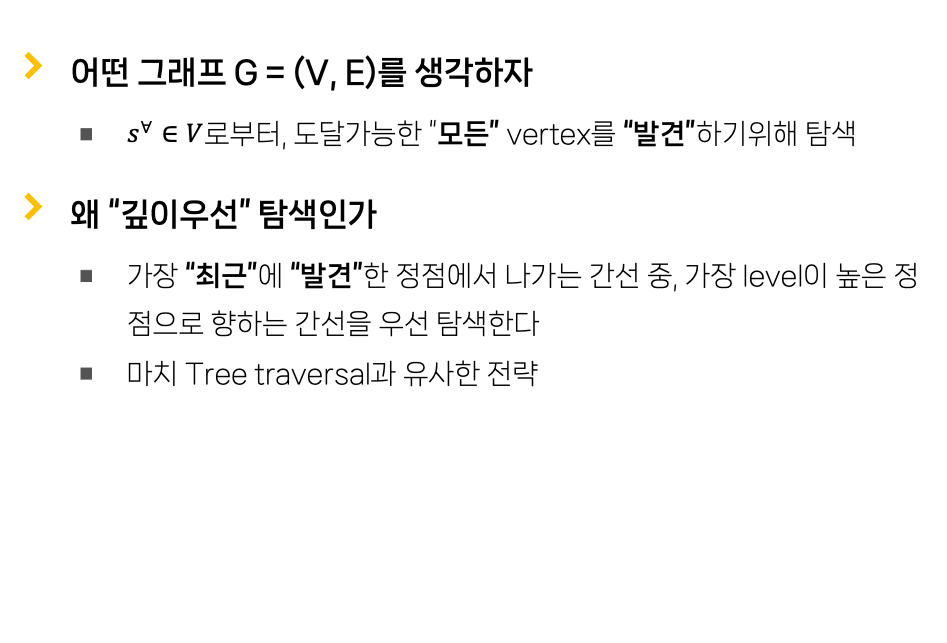 어떤 그래프 G = (V, E)를 생각하자
s∀ ∈ V로부터, 도달가능한 "모든" vertex를 "발견"하기위해 탐색
왜 "깊이우선" 탐색인가
가장 "최근"에 "발견"한 정점에서 나가는 간선 중, 가장 level이 높은 정
점으로 향하는 간선을 우선 탐색한다
마치 Tree traversal과 유사한 전략